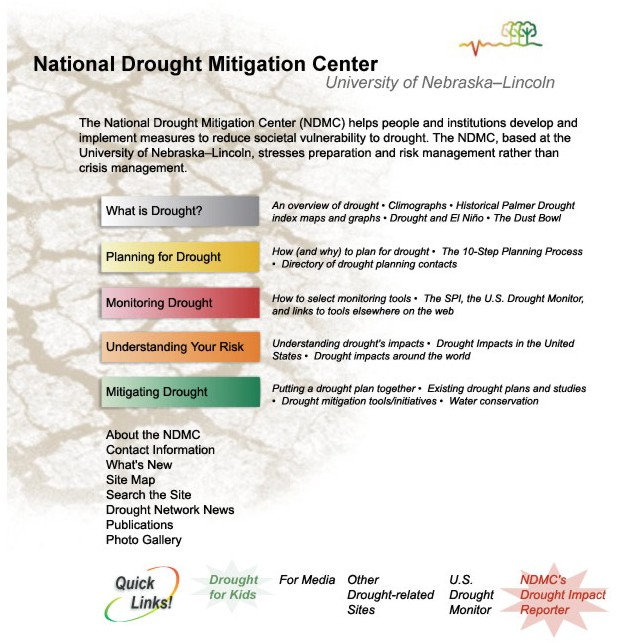 National Drought Mitigation Center
University of Nebraska–Lincoln
The National Drought Mitigation Center (NDMC) helps people and institutions develop and
implement measures to reduce societal vulnerability to drought. The NDMC, based at the
University of Nebraska–Lincoln, stresses preparation and risk management rather than
crisis management.
What is Drought?
An overview of drought • Climographs • Historical Palmer Drought
index maps and graphs • Drought and El Niño • The Dust Bowl
Planning for Drought
How (and why) to plan for drought • The 10-Step Planning Process
• Directory of drought planning contacts
Monitoring Drought
How to select monitoring tools • The SPI, the U.S. Drought Monitor,
and links to tools elsewhere on the web
Understanding Your Risk
Understanding drought's impacts • Drought Impacts in the United
States • Drought impacts around the world
Mitigating Drought
Putting a drought plan together • Existing drought plans and studies
• Drought mitigation tools/initiatives • Water conservation
About the NDMC
Contact Information
What's New
Site Map
Search the Site
Drought Network News
Publications
Photo Gallery
Quick
Links!
Drought
for Kids
For Media
Other
Drought-related
Sites
U.S.
Drought
Monitor
NDMC's
Drought Impact
Reporter